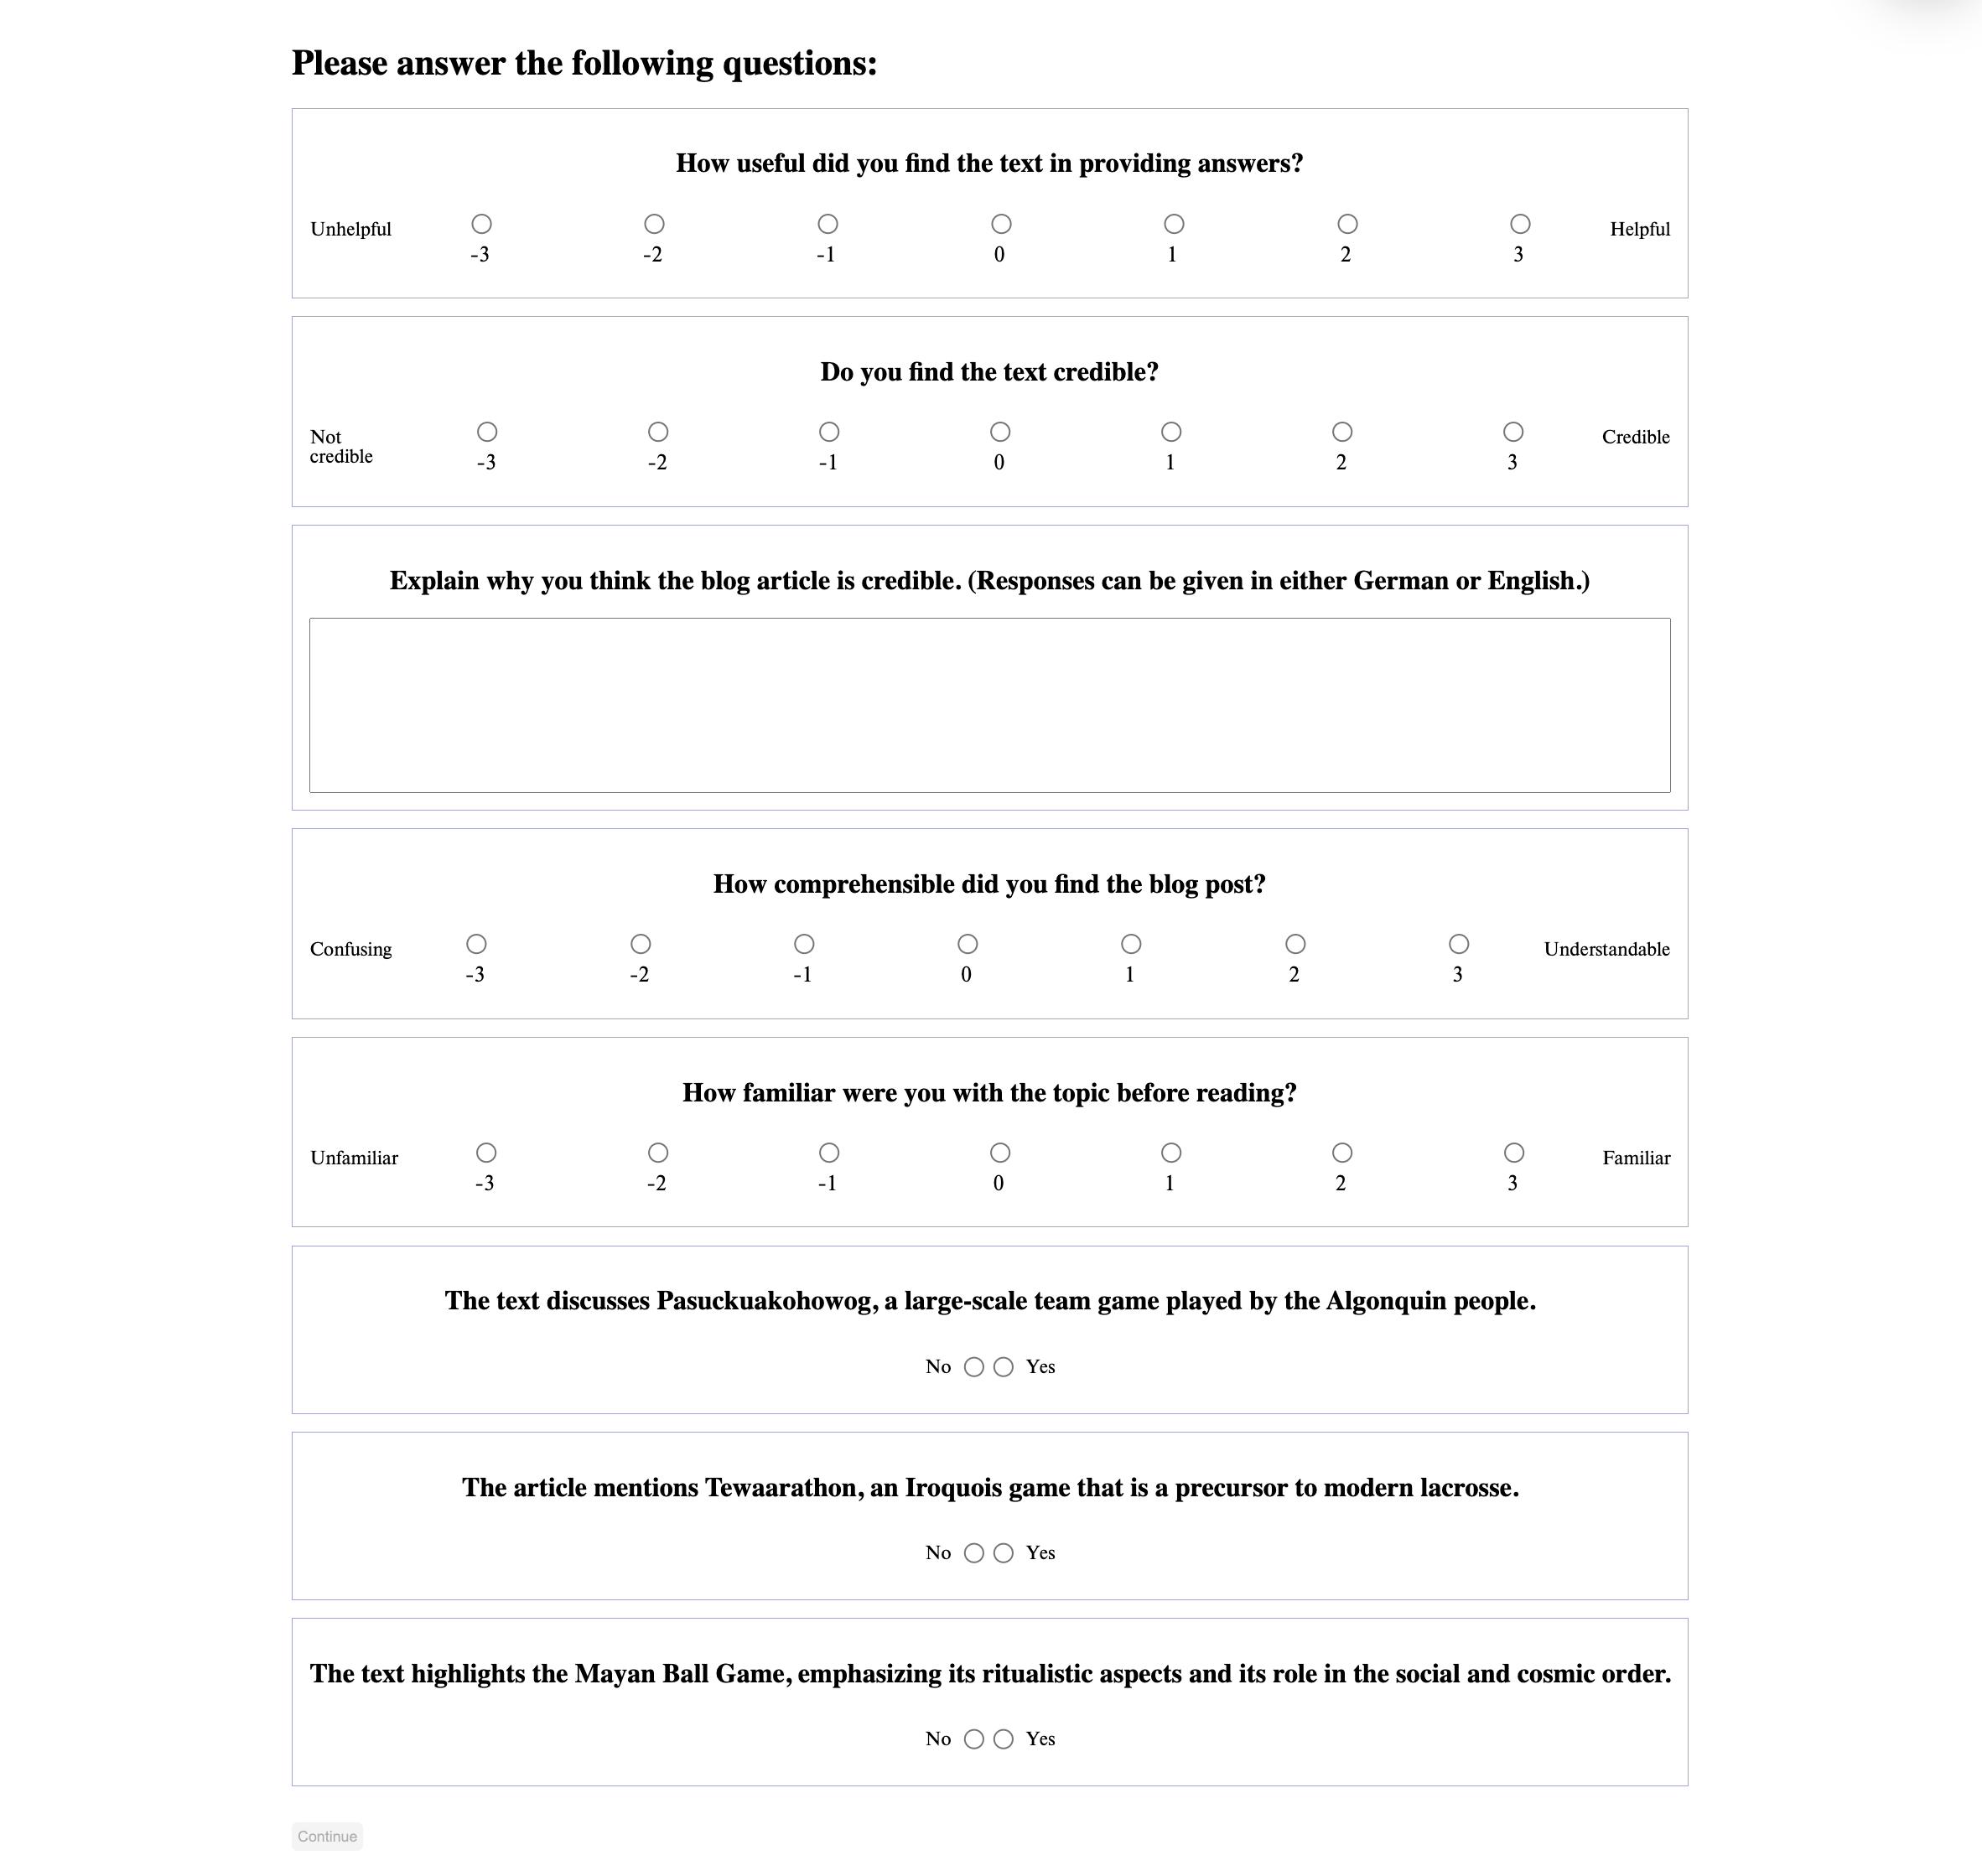 Please answer the following questions:
How useful did you find the text in providing answers?
Unhelpful -3 -2 -1 0 1 2 3 Helpful
Do you find the text credible?
Not credible -3 -2 -1 0 1 2 3 Credible
Explain why you think the blog article is credible. (Responses can be given in either German or English.)
How comprehensible did you find the blog post?
Confusing -3 -2 -1 0 1 2 3 Understandable
How familiar were you with the topic before reading?
Unfamiliar -3 -2 -1 0 1 2 3 Familiar
The text discusses Pasuckuakohowog, a large-scale team game played by the Algonquin people.
No Yes
The article mentions Tewaarathon, an Iroquois game that is a precursor to modern lacrosse.
No Yes
The text highlights the Mayan Ball Game, emphasizing its ritualistic aspects and its role in the social and cosmic order.
No Yes
Continue